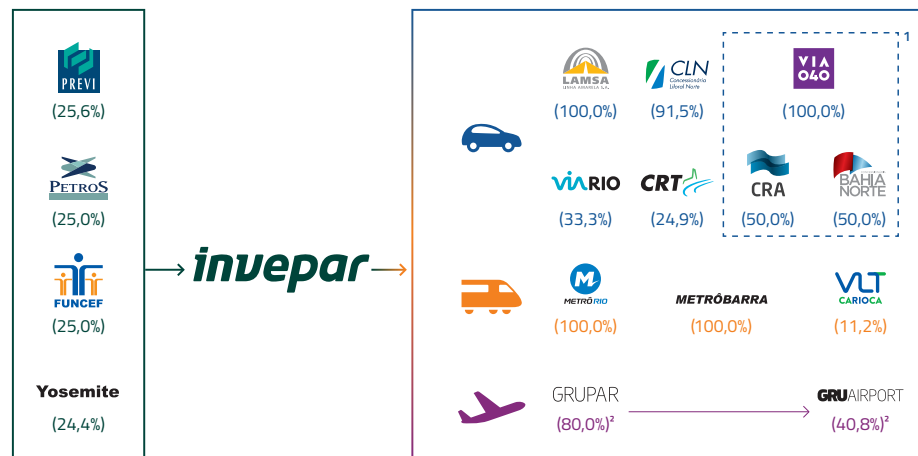 PREVI
(25,6%)
PETROS
(25,0%)
FUNCEF
(25,0%)
Yosemite
(24,4%)
invepar
1
LAMSA
LINHA AMARELA S.A.
(100,0%)
CLN
Concessionária
Litoral Norte
(91,5%)
VIA
040
(100,0%)
VIARIO
(33,3%)
CRT
(24,9%)
CRA
(50,0%)
BAHIA
NORTE
(50,0%)
METRÔRIO
(100,0%)
METRÔBARRA
(100,0%)
VLT
CARIOCA
(11,2%)
GRUPAR
(80,0%)²
GRUAIRPORT
(40,8%)²